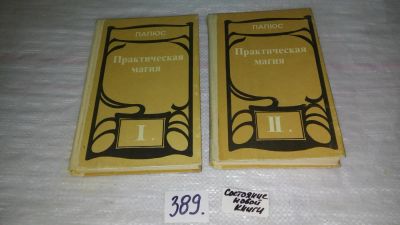 ПАПЮС
Практическая
магия
I.
ПАПЮС
Практическая
магия
II.
389.
Состояние
новой
книги